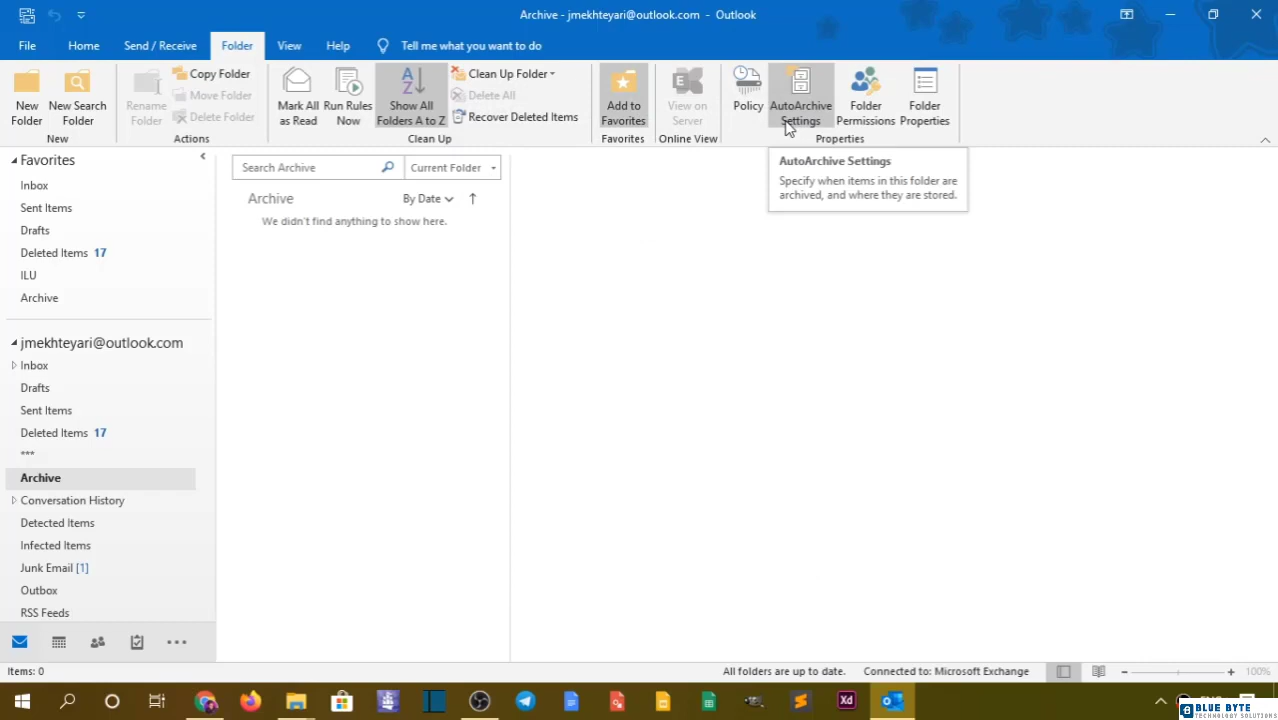 Archive - jmekhteyari@outlook.com - Outlook
File Home Send / Receive Folder View Help Tell me what you want to do
New Folder
New Search Folder
New
Rename Folder
Copy Folder
Move Folder
Delete Folder
Actions
Mark All as Read
Run Rules Now
Show All Folders A to Z
Clean Up Folder
Delete All
Recover Deleted Items
Clean Up
Add to Favorites
Favorites
View on Server
Online View
Policy
AutoArchive Settings
Folder Permissions
Folder Properties
Properties
AutoArchive Settings
Specify when items in this folder are
archived, and where they are stored.
Favorites
Inbox
Sent Items
Drafts
Deleted Items 17
ILU
Archive
jmekhteyari@outlook.com
Inbox
Drafts
Sent Items
Deleted Items 17
***
Archive
Conversation History
Detected Items
Infected Items
Junk Email [1]
Outbox
RSS Feeds
Search Archive
Current Folder
Archive
By Date
We didn't find anything to show here.
Items: 0
All folders are up to date.
Connected to: Microsoft Exchange
100%
Xd
BLUE BYTE
TECHNOLOGY SOLUTIONS